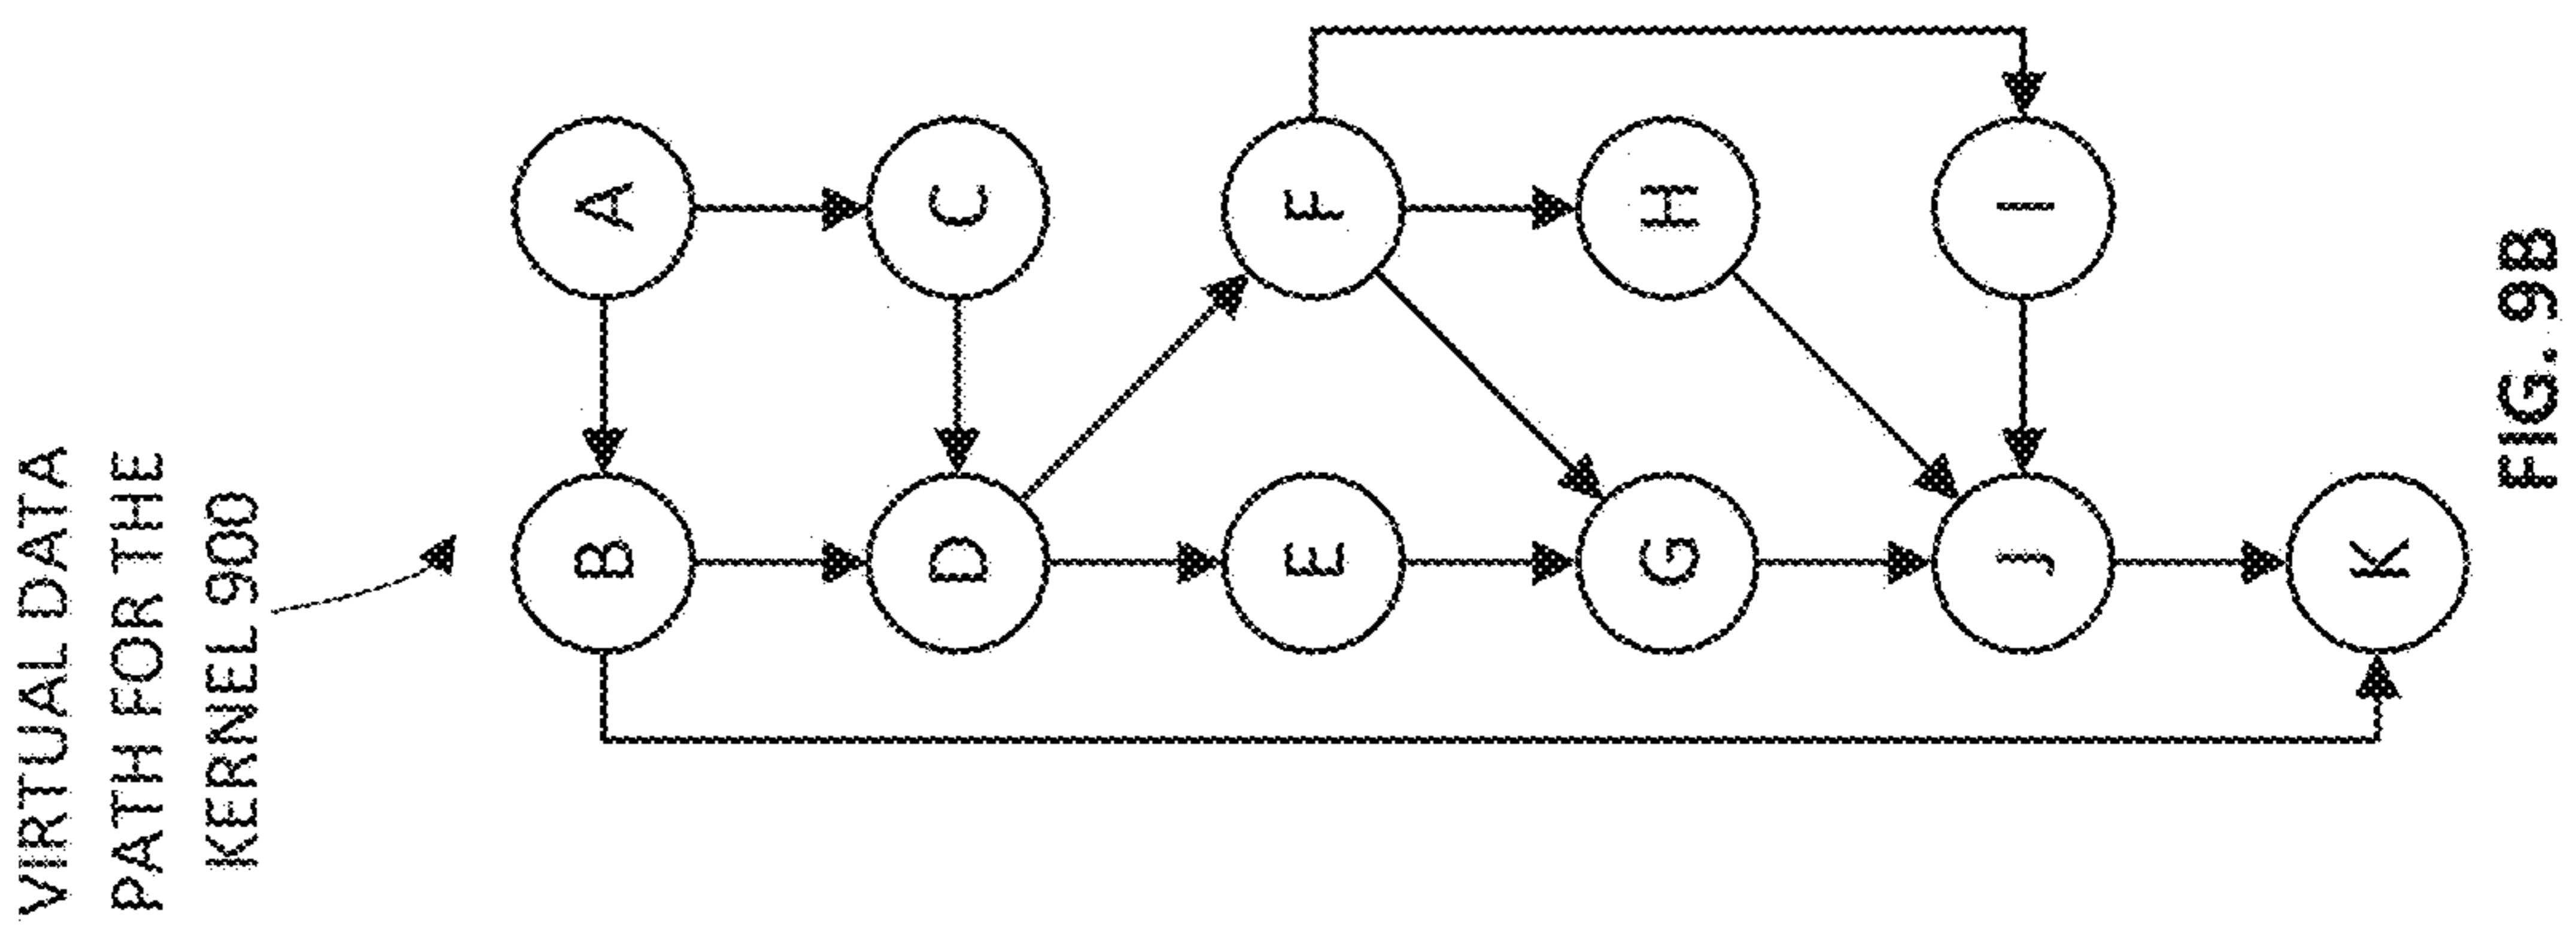 VIRTUAL DATA
PATH FOR THE
KERNEL 900
B
A
D
C
E
F
G
H
J
I
K
FIG. 9B